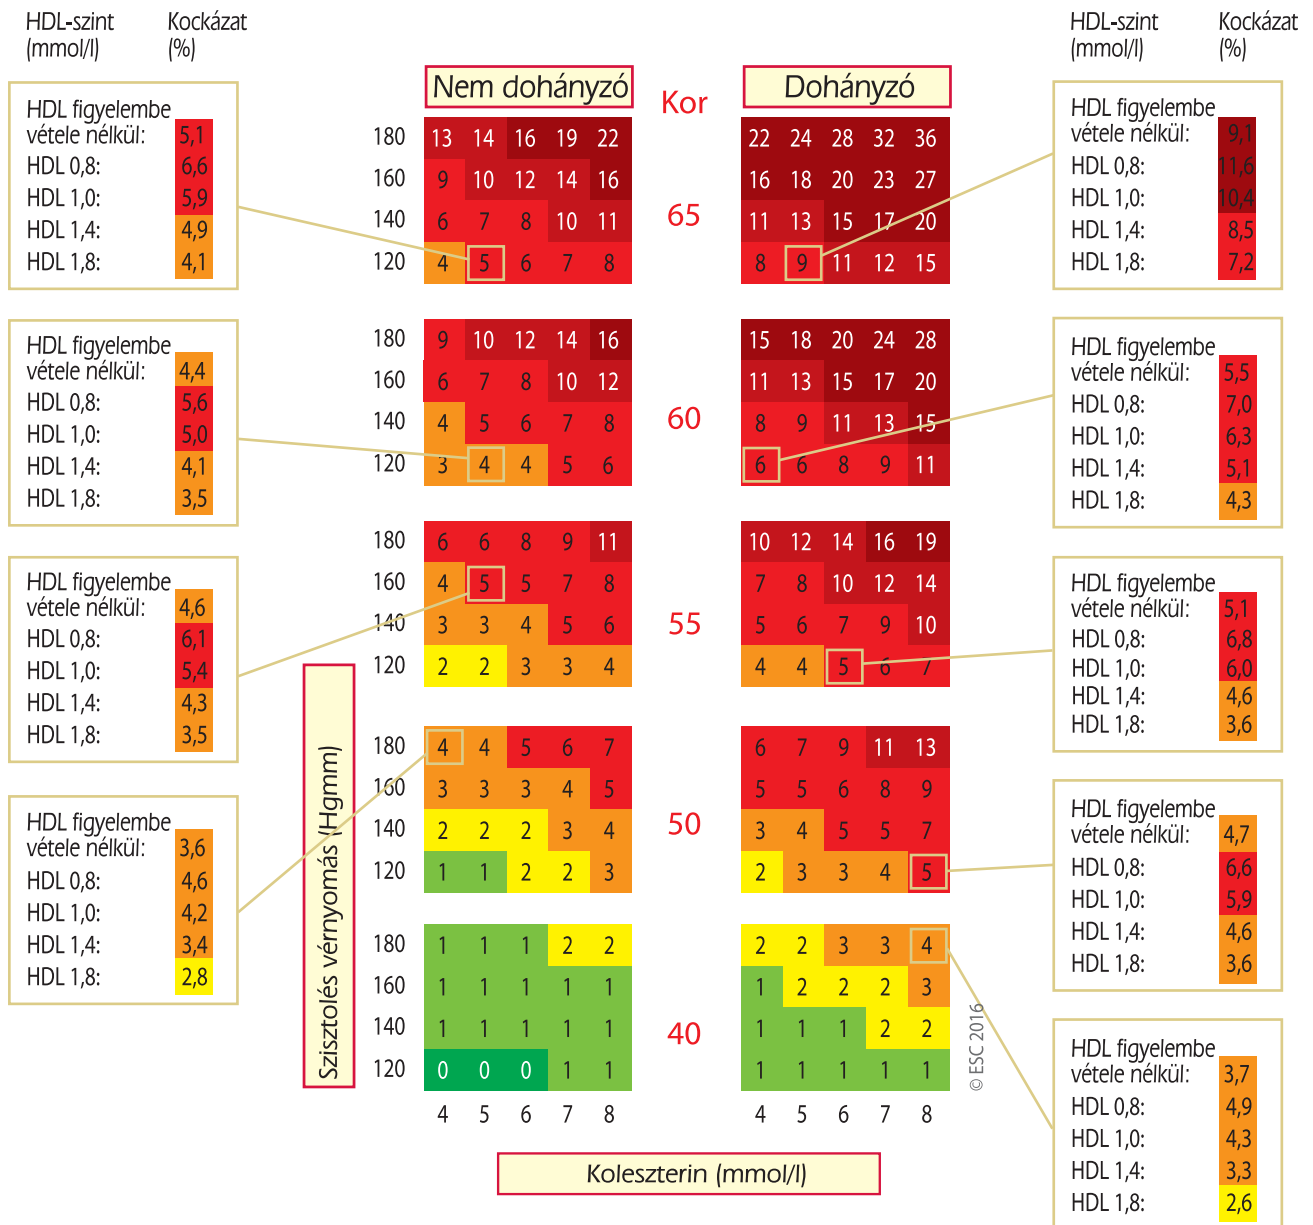 HDL-szint Kockázat
(mmol/l) (%)
HDL figyelembe
vétele nélkül: 5,1
HDL 0,8: 6,6
HDL 1,0: 5,9
HDL 1,4: 4,9
HDL 1,8: 4,1
HDL figyelembe
vétele nélkül: 4,4
HDL 0,8: 5,6
HDL 1,0: 5,0
HDL 1,4: 4,1
HDL 1,8: 3,5
HDL figyelembe
vétele nélkül: 4,6
HDL 0,8: 6,1
HDL 1,0: 5,4
HDL 1,4: 4,3
HDL 1,8: 3,5
HDL figyelembe
vétele nélkül: 3,6
HDL 0,8: 4,6
HDL 1,0: 4,2
HDL 1,4: 3,4
HDL 1,8: 2,8
Szisztolés vérnyomás (Hgmm)
Nem dohányzó Kor Dohányzó
180 13 14 16 19 22 22 24 28 32 36
160 9 10 12 14 16 16 18 20 23 27
65
140 6 7 8 10 11 11 13 15 17 20
120 4 5 6 7 8 8 9 11 12 15
180 9 10 12 14 16 15 18 20 24 28
160 6 7 8 10 12 11 13 15 17 20
60
140 4 5 6 7 8 8 9 11 13 15
120 3 4 4 5 6 6 6 8 9 11
180 6 6 8 9 11 10 12 14 16 19
160 4 5 5 7 8 7 8 10 12 14
55
140 3 3 4 5 6 5 6 7 9 10
120 2 2 3 3 4 4 4 5 6 7
180 4 4 5 6 7 6 7 9 11 13
160 3 3 3 4 5 5 5 6 8 9
50
140 2 2 2 3 4 3 4 5 5 7
120 1 1 2 2 3 2 3 3 4 5
180 1 1 1 2 2 2 2 3 3 4
160 1 1 1 1 1 1 2 2 2 3
40
140 1 1 1 1 1 1 1 1 2 2
120 0 0 0 1 1 1 1 1 1 1
4 5 6 7 8 4 5 6 7 8
Koleszterin (mmol/l)
© ESC 2016
HDL-szint Kockázat
(mmol/l) (%)
HDL figyelembe
vétele nélkül: 9,1
HDL 0,8: 11,6
HDL 1,0: 10,4
HDL 1,4: 8,5
HDL 1,8: 7,2
HDL figyelembe
vétele nélkül: 5,5
HDL 0,8: 7,0
HDL 1,0: 6,3
HDL 1,4: 5,1
HDL 1,8: 4,3
HDL figyelembe
vétele nélkül: 5,1
HDL 0,8: 6,8
HDL 1,0: 6,0
HDL 1,4: 4,6
HDL 1,8: 3,6
HDL figyelembe
vétele nélkül: 4,7
HDL 0,8: 6,6
HDL 1,0: 5,9
HDL 1,4: 4,6
HDL 1,8: 3,6
HDL figyelembe
vétele nélkül: 3,7
HDL 0,8: 4,9
HDL 1,0: 4,3
HDL 1,4: 3,3
HDL 1,8: 2,6